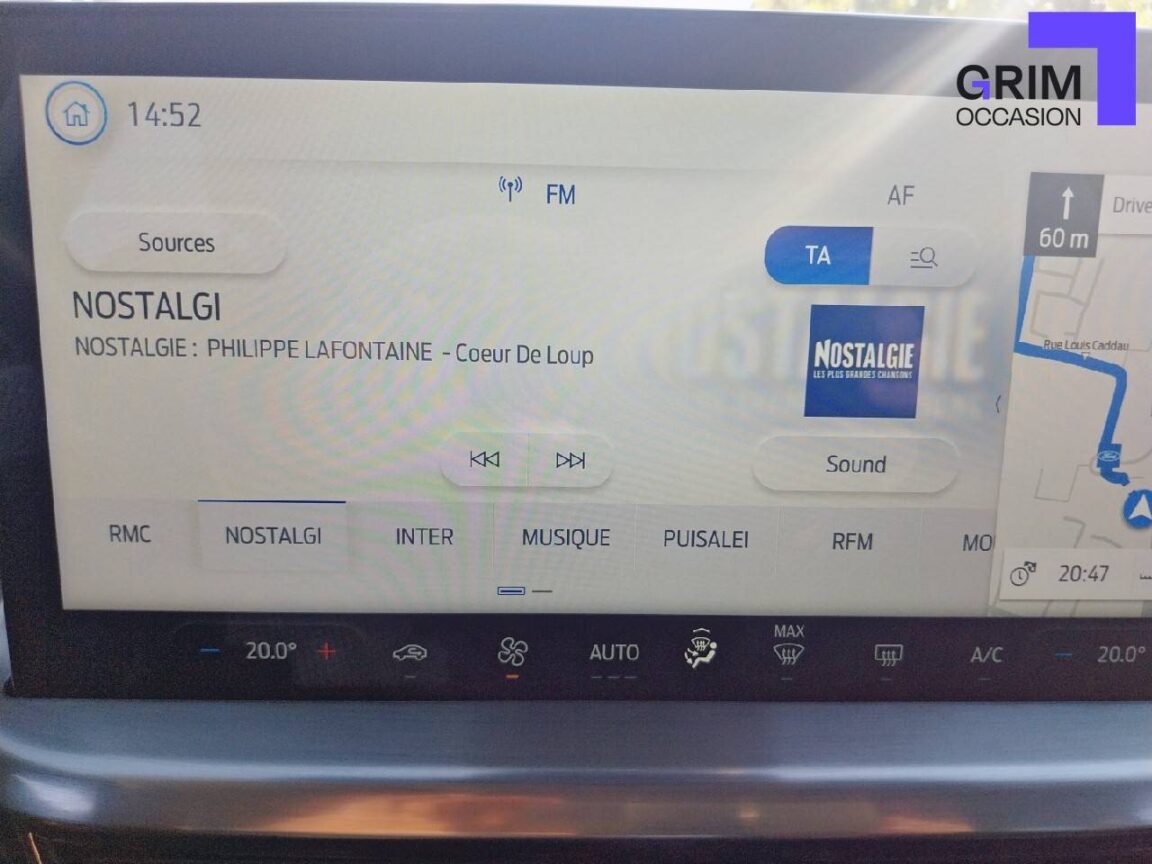 GRIM
OCCASION
14:52
FM
AF
Sources
TA
60 m
Drive
NOSTALGI
NOSTALGIE : PHILIPPE LAFONTAINE - Coeur De Loup
NOSTALGIE
LES PLUS GRANDES CHANSONS
Rue Louis Caddau
Sound
RMC
NOSTALGI
INTER
MUSIQUE
PUISALEI
RFM
MO
20:47
20.0°
AUTO
MAX
A/C
20.0°